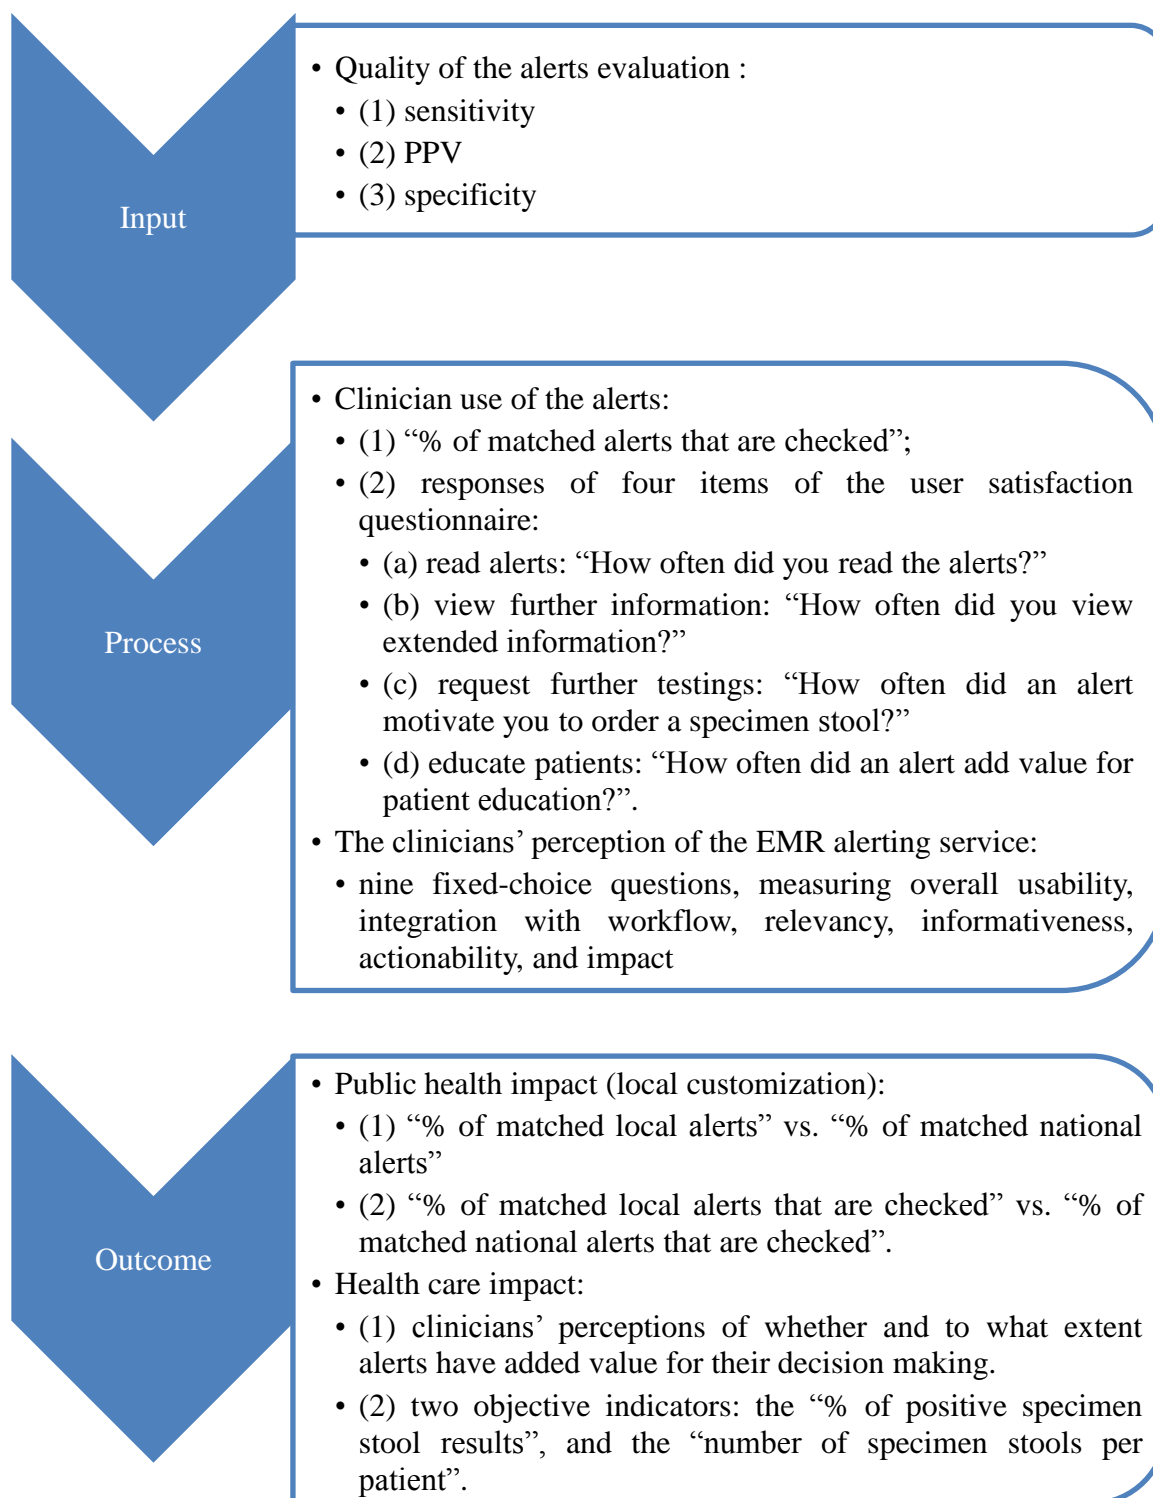 Input
• Quality of the alerts evaluation :
• (1) sensitivity
• (2) PPV
• (3) specificity
Process
• Clinician use of the alerts:
• (1) “% of matched alerts that are checked”;
• (2) responses of four items of the user satisfaction
questionnaire:
• (a) read alerts: “How often did you read the alerts?”
• (b) view further information: “How often did you view
extended information?”
• (c) request further testings: “How often did an alert
motivate you to order a specimen stool?”
• (d) educate patients: “How often did an alert add value for
patient education?”.
• The clinicians’ perception of the EMR alerting service:
• nine fixed-choice questions, measuring overall usability,
integration with workflow, relevancy, informativeness,
actionability, and impact
Outcome
• Public health impact (local customization):
• (1) “% of matched local alerts” vs. “% of matched national
alerts”
• (2) “% of matched local alerts that are checked” vs. “% of
matched national alerts that are checked”.
• Health care impact:
• (1) clinicians’ perceptions of whether and to what extent
alerts have added value for their decision making.
• (2) two objective indicators: the “% of positive specimen
stool results”, and the “number of specimen stools per
patient”.